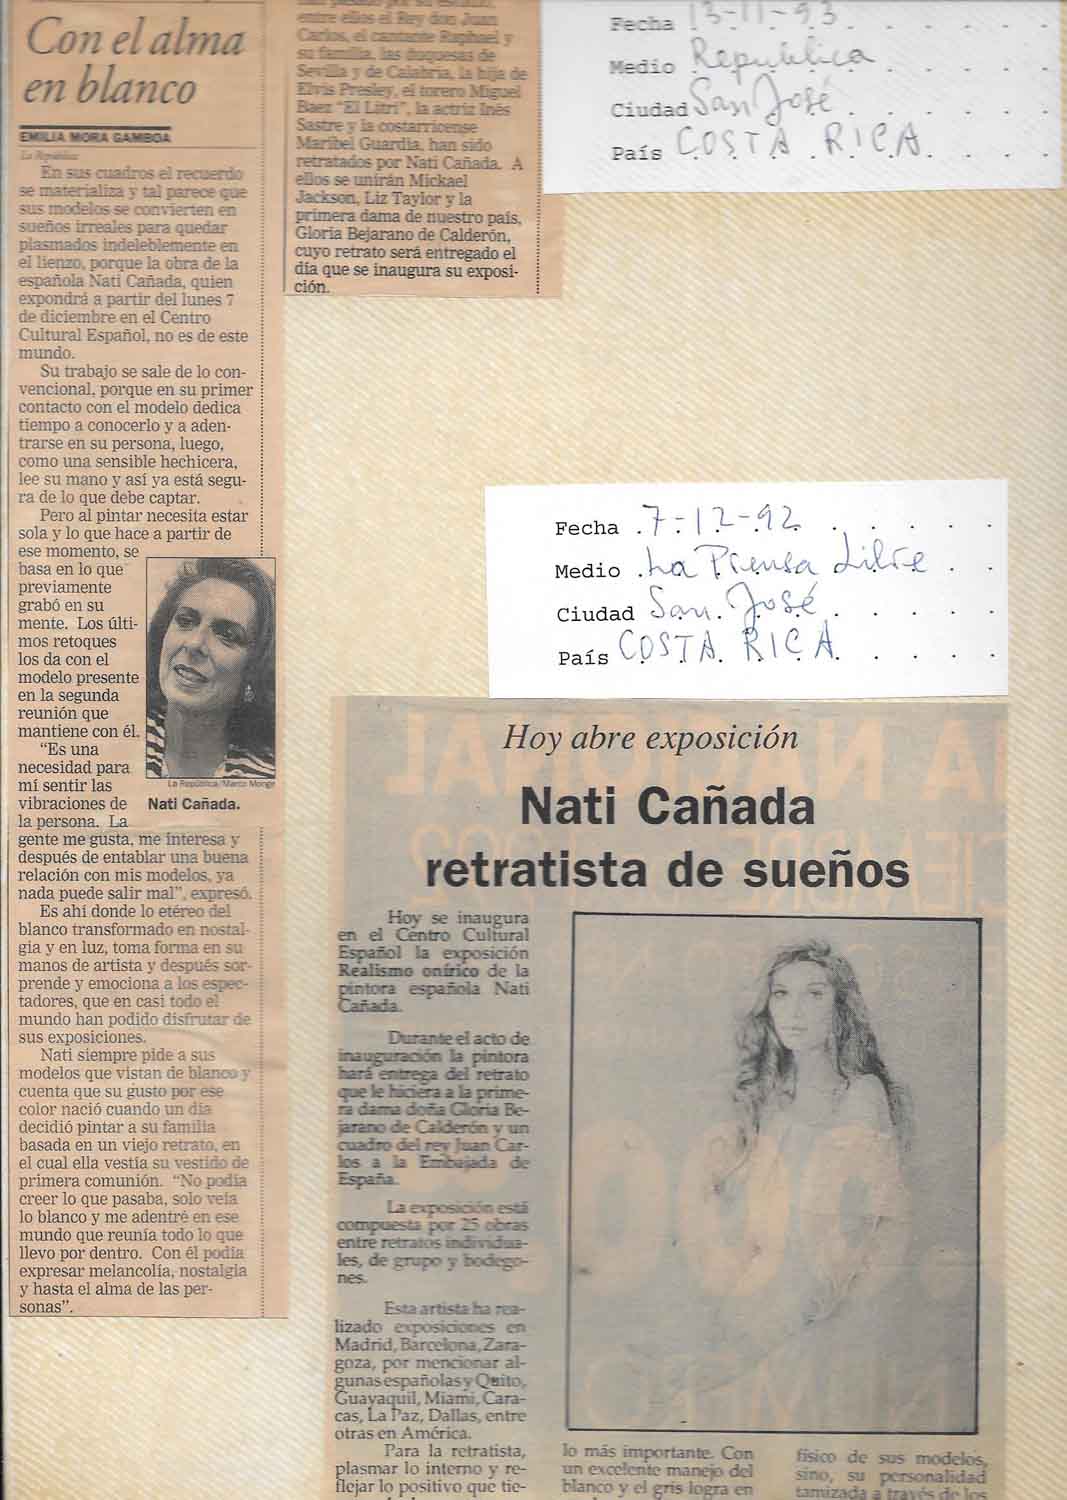 Con el alma
en blanco
EMILIA MORA GAMBOA
La República
En sus cuadros el recuerdo
se materializa y tal parece que
sus modelos se convierten en
sueños irreales para quedar
plasmados indeleblemente en
el lienzo, porque la obra de la
española Nati Cañada, quien
expondrá a partir del lunes 7
de diciembre en el Centro
Cultural Español, no es de este
mundo.
Su trabajo se sale de lo con-
vencional, porque en su primer
contacto con el modelo dedica
tiempo a conocerlo y a aden-
trarse en su persona, luego,
como una sensible hechicera,
lee su mano y así ya está segu-
ra de lo que debe captar.
Pero al pintar necesita estar
sola y lo que hace a partir de
ese momento, se
basa en lo que
previamente
grabó en su
mente. Los últi-
mos retoques
los da con el
modelo presente
en la segunda
reunión que
mantiene con él.
“Es una
necesidad para
mí sentir las
vibraciones de
la persona. La
gente me gusta, me interesa y
después de entablar una buena
relación con mis modelos, ya
nada puede salir mal”, expresó.
Es ahí donde lo etéreo del
blanco transformado en nostal-
gia y en luz, toma forma en su
manos de artista y después sor-
prende y emociona a los espec-
tadores, que en casi todo el
mundo han podido disfrutar de
sus exposiciones.
Nati siempre pide a sus
modelos que vistan de blanco y
cuenta que su gusto por ese
color nació cuando un día
decidió pintar a su familia
basada en un viejo retrato, en
el cual ella vestía su vestido de
primera comunión. “No podía
creer lo que pasaba, solo veía
lo blanco y me adentré en ese
mundo que reunía todo lo que
llevo por dentro. Con él podía
expresar melancolía, nostalgia
y hasta el alma de las per-
sonas”.
La República/Marco Monge
Nati Cañada.
entre ellos el Rey don Juan
Carlos, el cantante Raphael y
su familia, las duquesas de
Sevilla y de Calabria, la hija de
Elvis Presley, el torero Miguel
Baez “El Litri”, la actriz Inés
Sastre y la costarricense
Maribel Guardia, han sido
retratados por Nati Cañada. A
ellos se unirán Mickael
Jackson, Liz Taylor y la
primera dama de nuestro país,
Gloria Bejarano de Calderón,
cuyo retrato será entregado el
día que se inaugura su exposi-
ción.
Fecha 13-11-93
Medio República
Ciudad San José
País COSTA RICA
Fecha 7-12-92
Medio La Prensa Libre
Ciudad San José
País COSTA RICA
Hoy abre exposición
Nati Cañada
retratista de sueños
Hoy se inaugura
en el Centro Cultural
Español la exposición
Realismo onírico de la
pintora española Nati
Cañada.
Durante el acto de
inauguración la pintora
hará entrega del retrato
que le hiciera a la prime-
ra dama doña Gloria Be-
jarano de Calderón y un
cuadro del rey Juan Car-
los a la Embajada de
España.
La exposición está
compuesta por 25 obras
entre retratos individua-
les, de grupo y bodego-
nes.
Esta artista ha rea-
lizado exposiciones en
Madrid, Barcelona, Zara-
goza, por mencionar al-
gunas españolas y Quito,
Guayaquil, Miami, Cara-
cas, La Paz, Dallas, entre
otras en América.
Para la retratista,
plasmar lo interno y re-
flejar lo positivo que tie-
lo más importante. Con
un excelente manejo del
blanco y el gris logra en
físico de sus modelos,
sino, su personalidad
tamizada a través de los